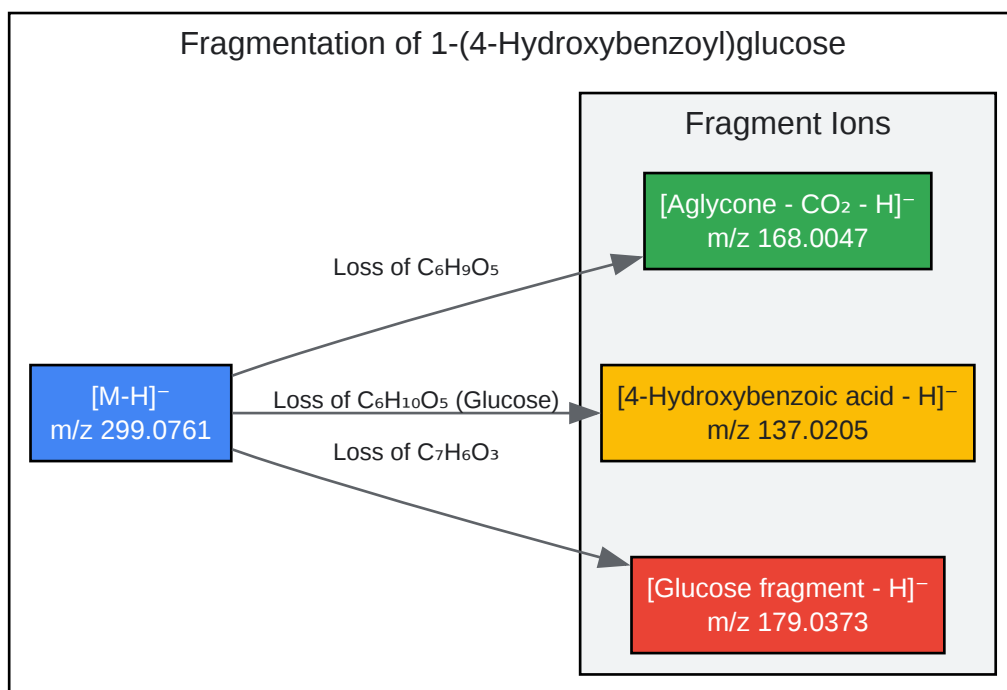 Fragmentation of 1-(4-Hydroxybenzoyl)glucose
Fragment Ions
[Aglycone - CO₂ - H]⁻
m/z 168.0047
Loss of C₆H₉O₅
[M-H]⁻
m/z 299.0761
Loss of C₆H₁₀O₅ (Glucose)
[4-Hydroxybenzoic acid - H]⁻
m/z 137.0205
Loss of C₇H₆O₃
[Glucose fragment - H]⁻
m/z 179.0373